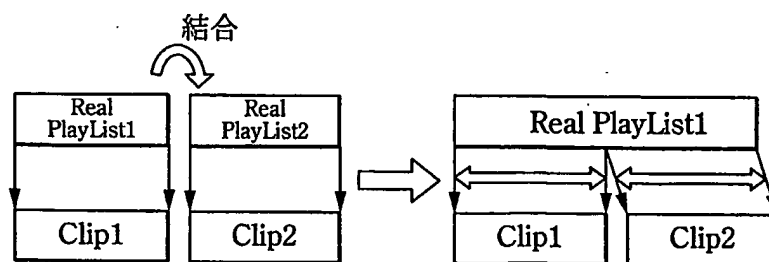 結合
Real
PlayList1
Real
PlayList2
Real PlayList1
Clip1
Clip2
Clip1
Clip2